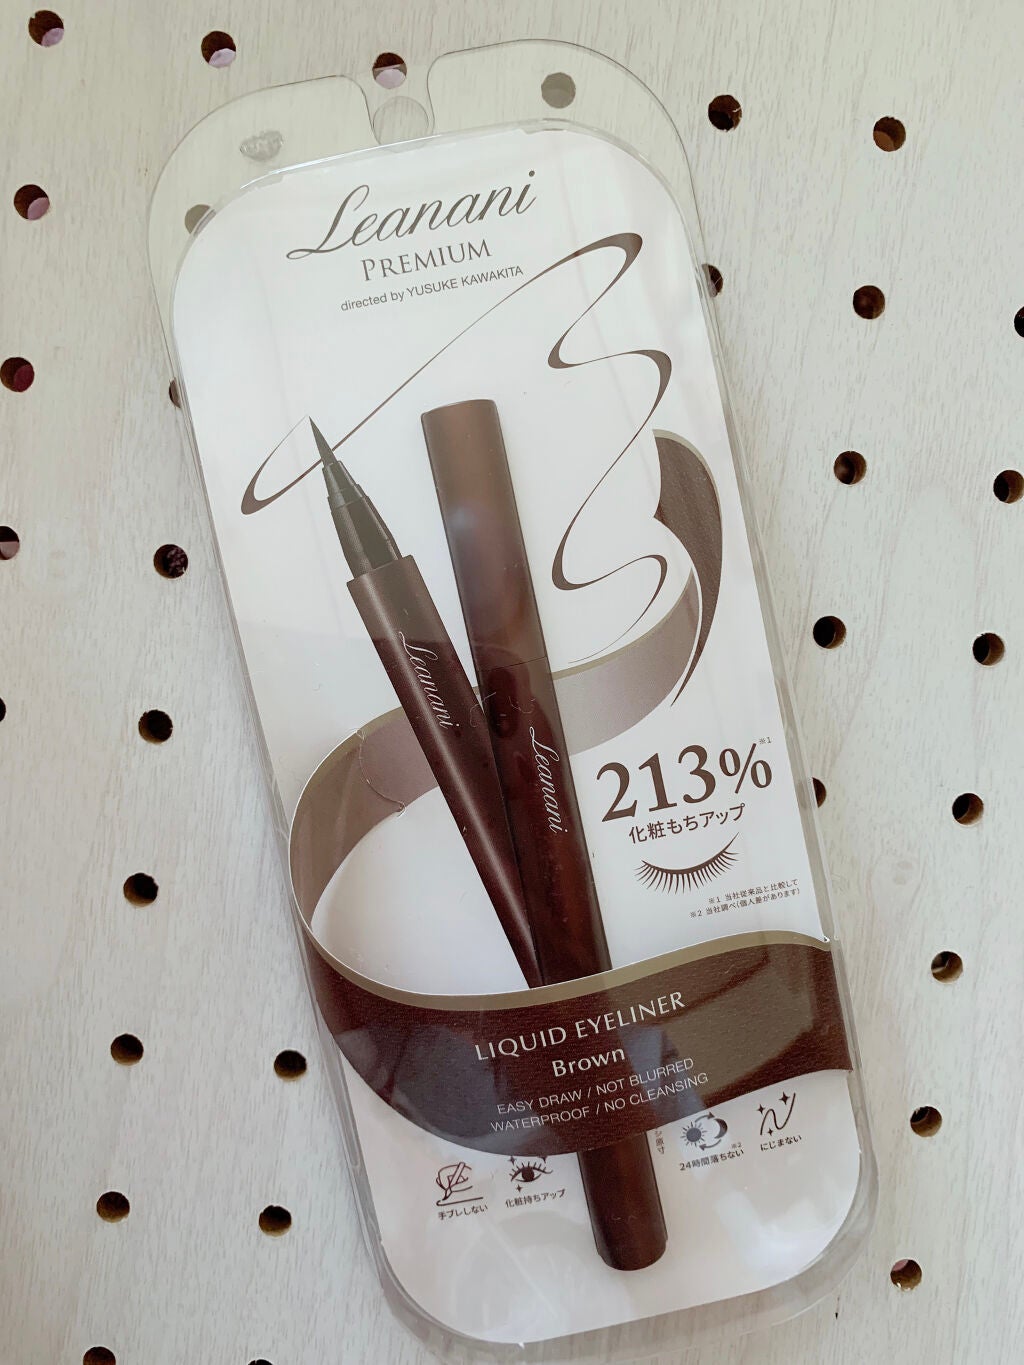 Leanani
PREMIUM
directed by YUSUKE KAWAKITA
Leanani
Leanani
213%※1
化粧もちアップ
※1 当社従来品と比較して
※2 当社調べ(個人差があります)
LIQUID EYELINER
Brown
EASY DRAW / NOT BLURRED
WATERPROOF / NO CLEANSING
手ブレしない
化粧持ちアップ
原寸
24時間落ちない※2
にじまない